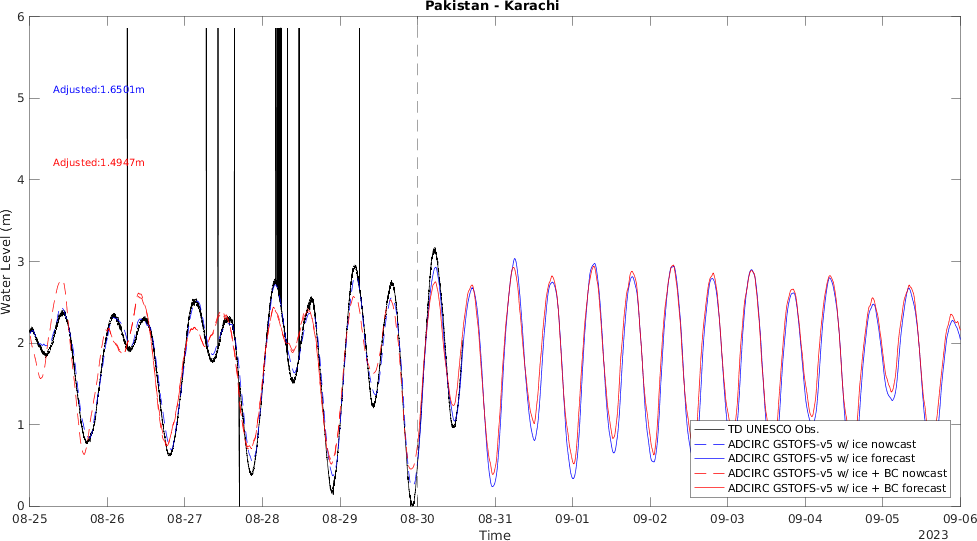 Pakistan - Karachi
6
5
4
3
2
1
0
Water Level (m)
Adjusted:1.6501m
Adjusted:1.4947m
TD UNESCO Obs.
ADCIRC GSTOFS-v5 w/ ice nowcast
ADCIRC GSTOFS-v5 w/ ice forecast
ADCIRC GSTOFS-v5 w/ ice + BC nowcast
ADCIRC GSTOFS-v5 w/ ice + BC forecast
08-25 08-26 08-27 08-28 08-29 08-30 08-31 09-01 09-02 09-03 09-04 09-05 09-06
Time
2023